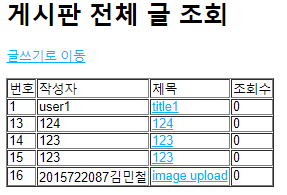 게시판 전체 글 조회
글쓰기로 이동
번호 작성자 제목 조회수
1 user1 title1 0
13 124 124 0
14 123 123 0
15 123 123 0
16 2015722087김민철 image upload 0